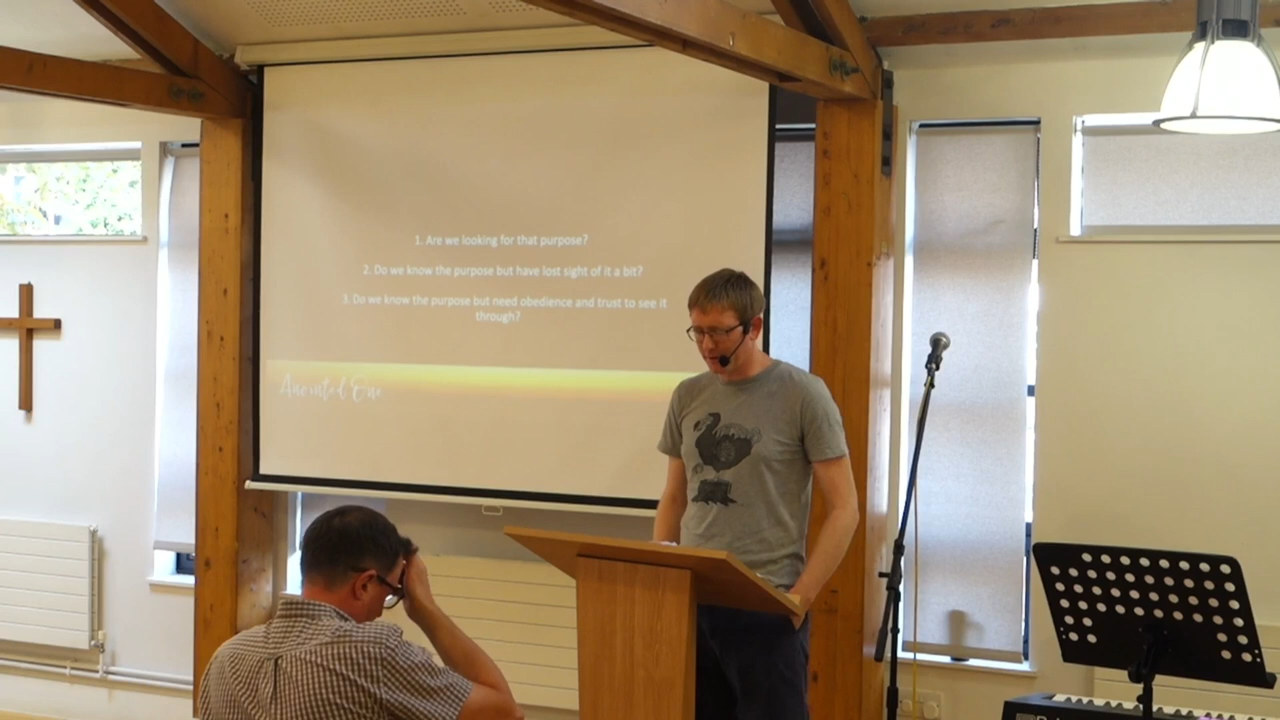 1. Are we looking for that purpose?
2. Do we know the purpose but have lost sight of it a bit?
3. Do we know the purpose but need obedience and trust to see it
through?
Anointed One